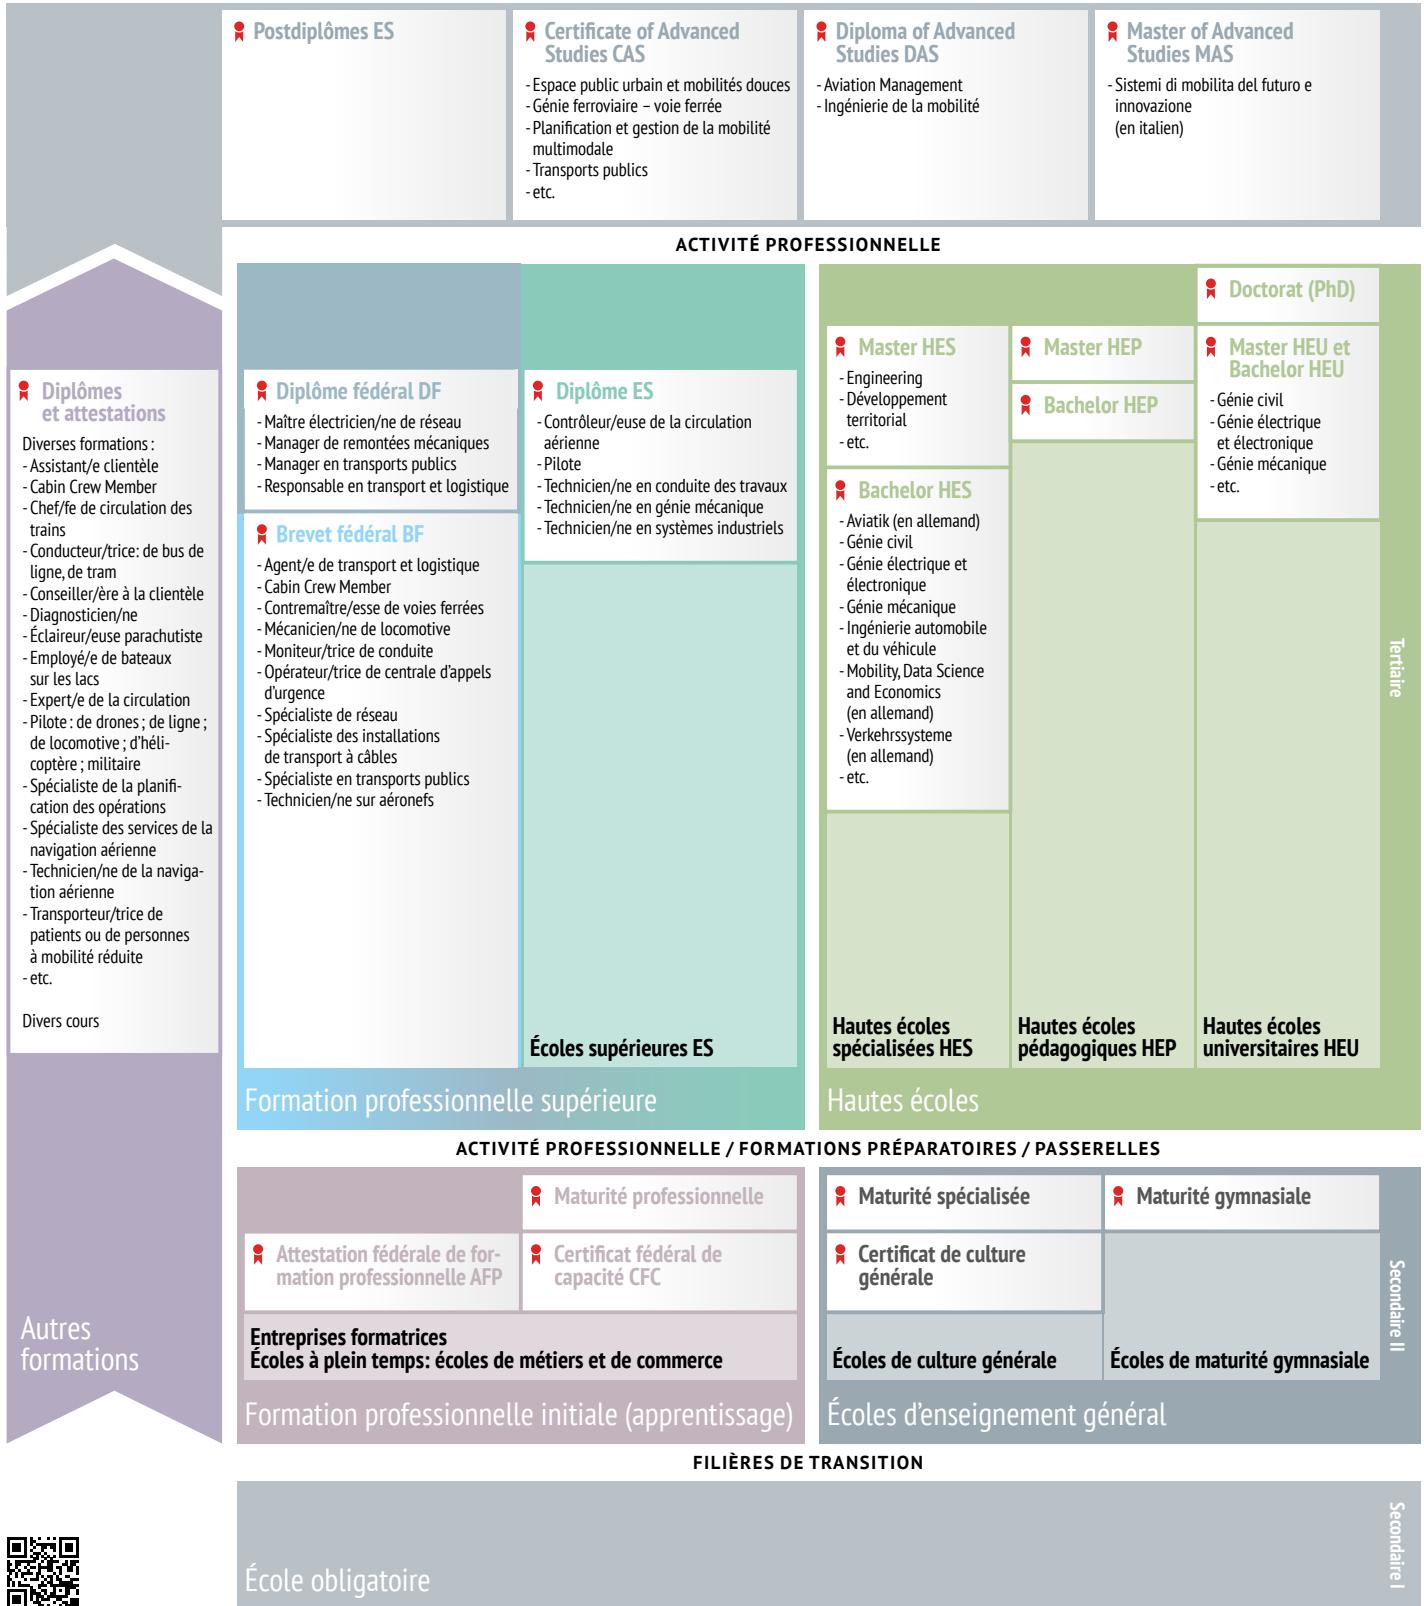 Postdiplômes ES
Certificate of Advanced
Studies CAS
- Espace public urbain et mobilités douces
- Génie ferroviaire – voie ferrée
- Planification et gestion de la mobilité
multimodale
- Transports publics
- etc.
Diploma of Advanced
Studies DAS
- Aviation Management
- Ingénierie de la mobilité
Master of Advanced
Studies MAS
- Sistemi di mobilita del futuro e
innovazione
(en italien)
ACTIVITÉ PROFESSIONNELLE
Diplômes
et attestations
Diverses formations :
- Assistant/e clientèle
- Cabin Crew Member
- Chef/fe de circulation des
trains
- Conducteur/trice: de bus de
ligne, de tram
- Conseiller/ère à la clientèle
- Diagnosticien/ne
- Éclaireur/euse parachutiste
- Employé/e de bateaux
sur les lacs
- Expert/e de la circulation
- Pilote : de drones ; de ligne ;
de locomotive ; d'héli-
coptère ; militaire
- Spécialiste de la planifi-
cation des opérations
- Spécialiste des services de la
navigation aérienne
- Technicien/ne de la naviga-
tion aérienne
- Transporteur/trice de
patients ou de personnes
à mobilité réduite
- etc.
Divers cours
Autres
formations
Diplôme fédéral DF
- Maître électricien/ne de réseau
- Manager de remontées mécaniques
- Manager en transports publics
- Responsable en transport et logistique
Brevet fédéral BF
- Agent/e de transport et logistique
- Cabin Crew Member
- Contremaître/esse de voies ferrées
- Mécanicien/ne de locomotive
- Moniteur/trice de conduite
- Opérateur/trice de centrale d'appels
d'urgence
- Spécialiste de réseau
- Spécialiste des installations
de transport à câbles
- Spécialiste en transports publics
- Technicien/ne sur aéronefs
Diplôme ES
- Contrôleur/euse de la circulation
aérienne
- Pilote
- Technicien/ne en conduite des travaux
- Technicien/ne en génie mécanique
- Technicien/ne en systèmes industriels
Écoles supérieures ES
Formation professionnelle supérieure
Master HES
- Engineering
- Développement
territorial
- etc.
Bachelor HES
- Aviatik (en allemand)
- Génie civil
- Génie électrique et
électronique
- Génie mécanique
- Ingénierie automobile
et du véhicule
- Mobility, Data Science
and Economics
(en allemand)
- Verkehrssysteme
(en allemand)
- etc.
Hautes écoles
spécialisées HES
Master HEP
Bachelor HEP
Hautes écoles
pédagogiques HEP
Doctorat (PhD)
Master HEU et
Bachelor HEU
- Génie civil
- Génie électrique
et électronique
- Génie mécanique
- etc.
Hautes écoles
universitaires HEU
Hautes écoles
Tertiaire
ACTIVITÉ PROFESSIONNELLE / FORMATIONS PRÉPARATOIRES / PASSERELLES
Maturité professionnelle
Attestation fédérale de for-
mation professionnelle AFP
Certificat fédéral de
capacité CFC
Entreprises formatrices
Écoles à plein temps: écoles de métiers et de commerce
Formation professionnelle initiale (apprentissage)
Maturité spécialisée
Certificat de culture
générale
Écoles de culture générale
Maturité gymnasiale
Écoles de maturité gymnasiale
Écoles d'enseignement général
Secondaire II
FILIÈRES DE TRANSITION
École obligatoire
Secondaire I